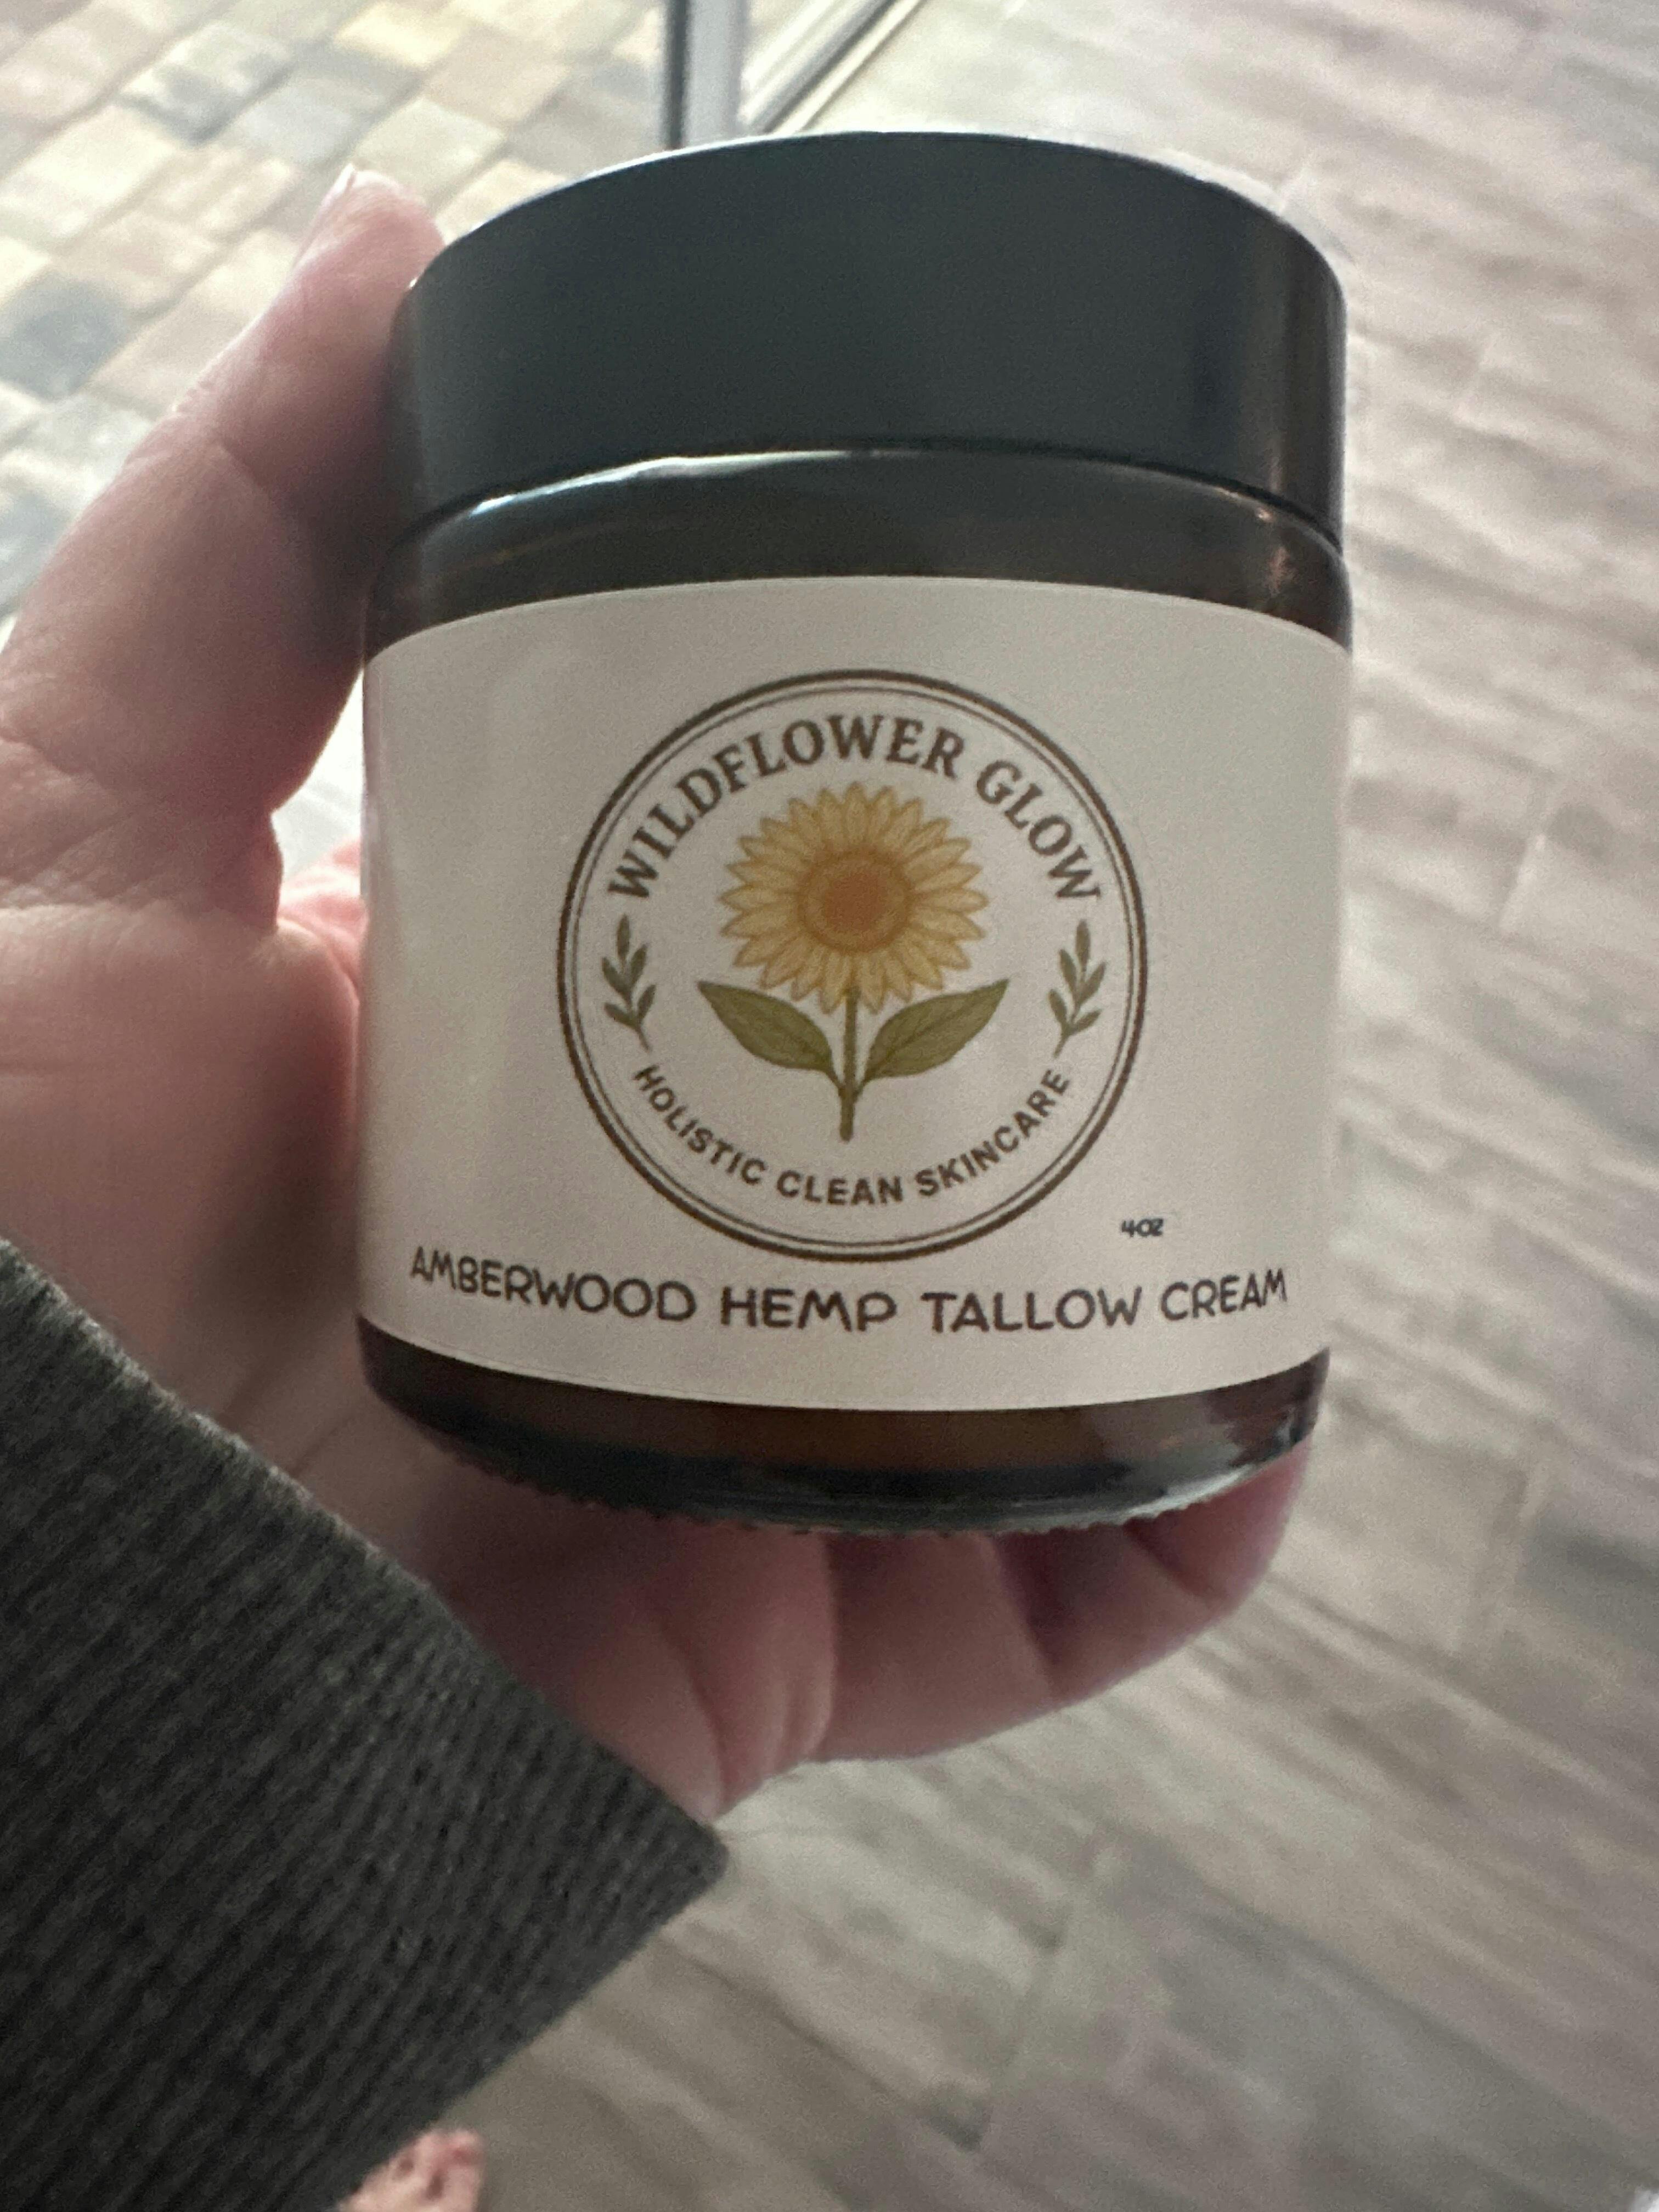 WILDFLOWER GLOW
HOLISTIC CLEAN SKINCARE
4OZ
AMBERWOOD HEMP TALLOW CREAM